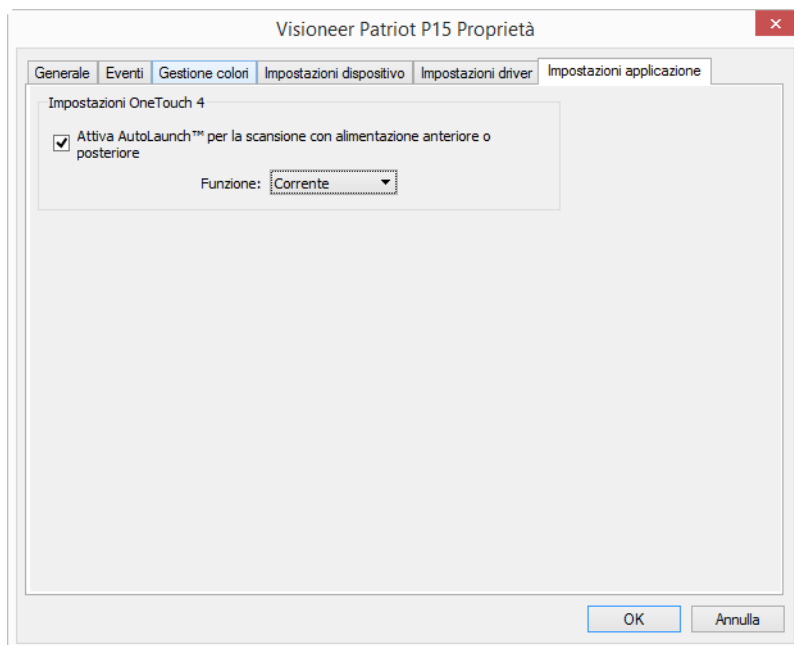 Visioneer Patriot P15 Proprietà
Generale Eventi Gestione colori Impostazioni dispositivo Impostazioni driver Impostazioni applicazione
Impostazioni OneTouch 4
Attiva AutoLaunch™ per la scansione con alimentazione anteriore o
posteriore
Funzione: Corrente
OK Annulla